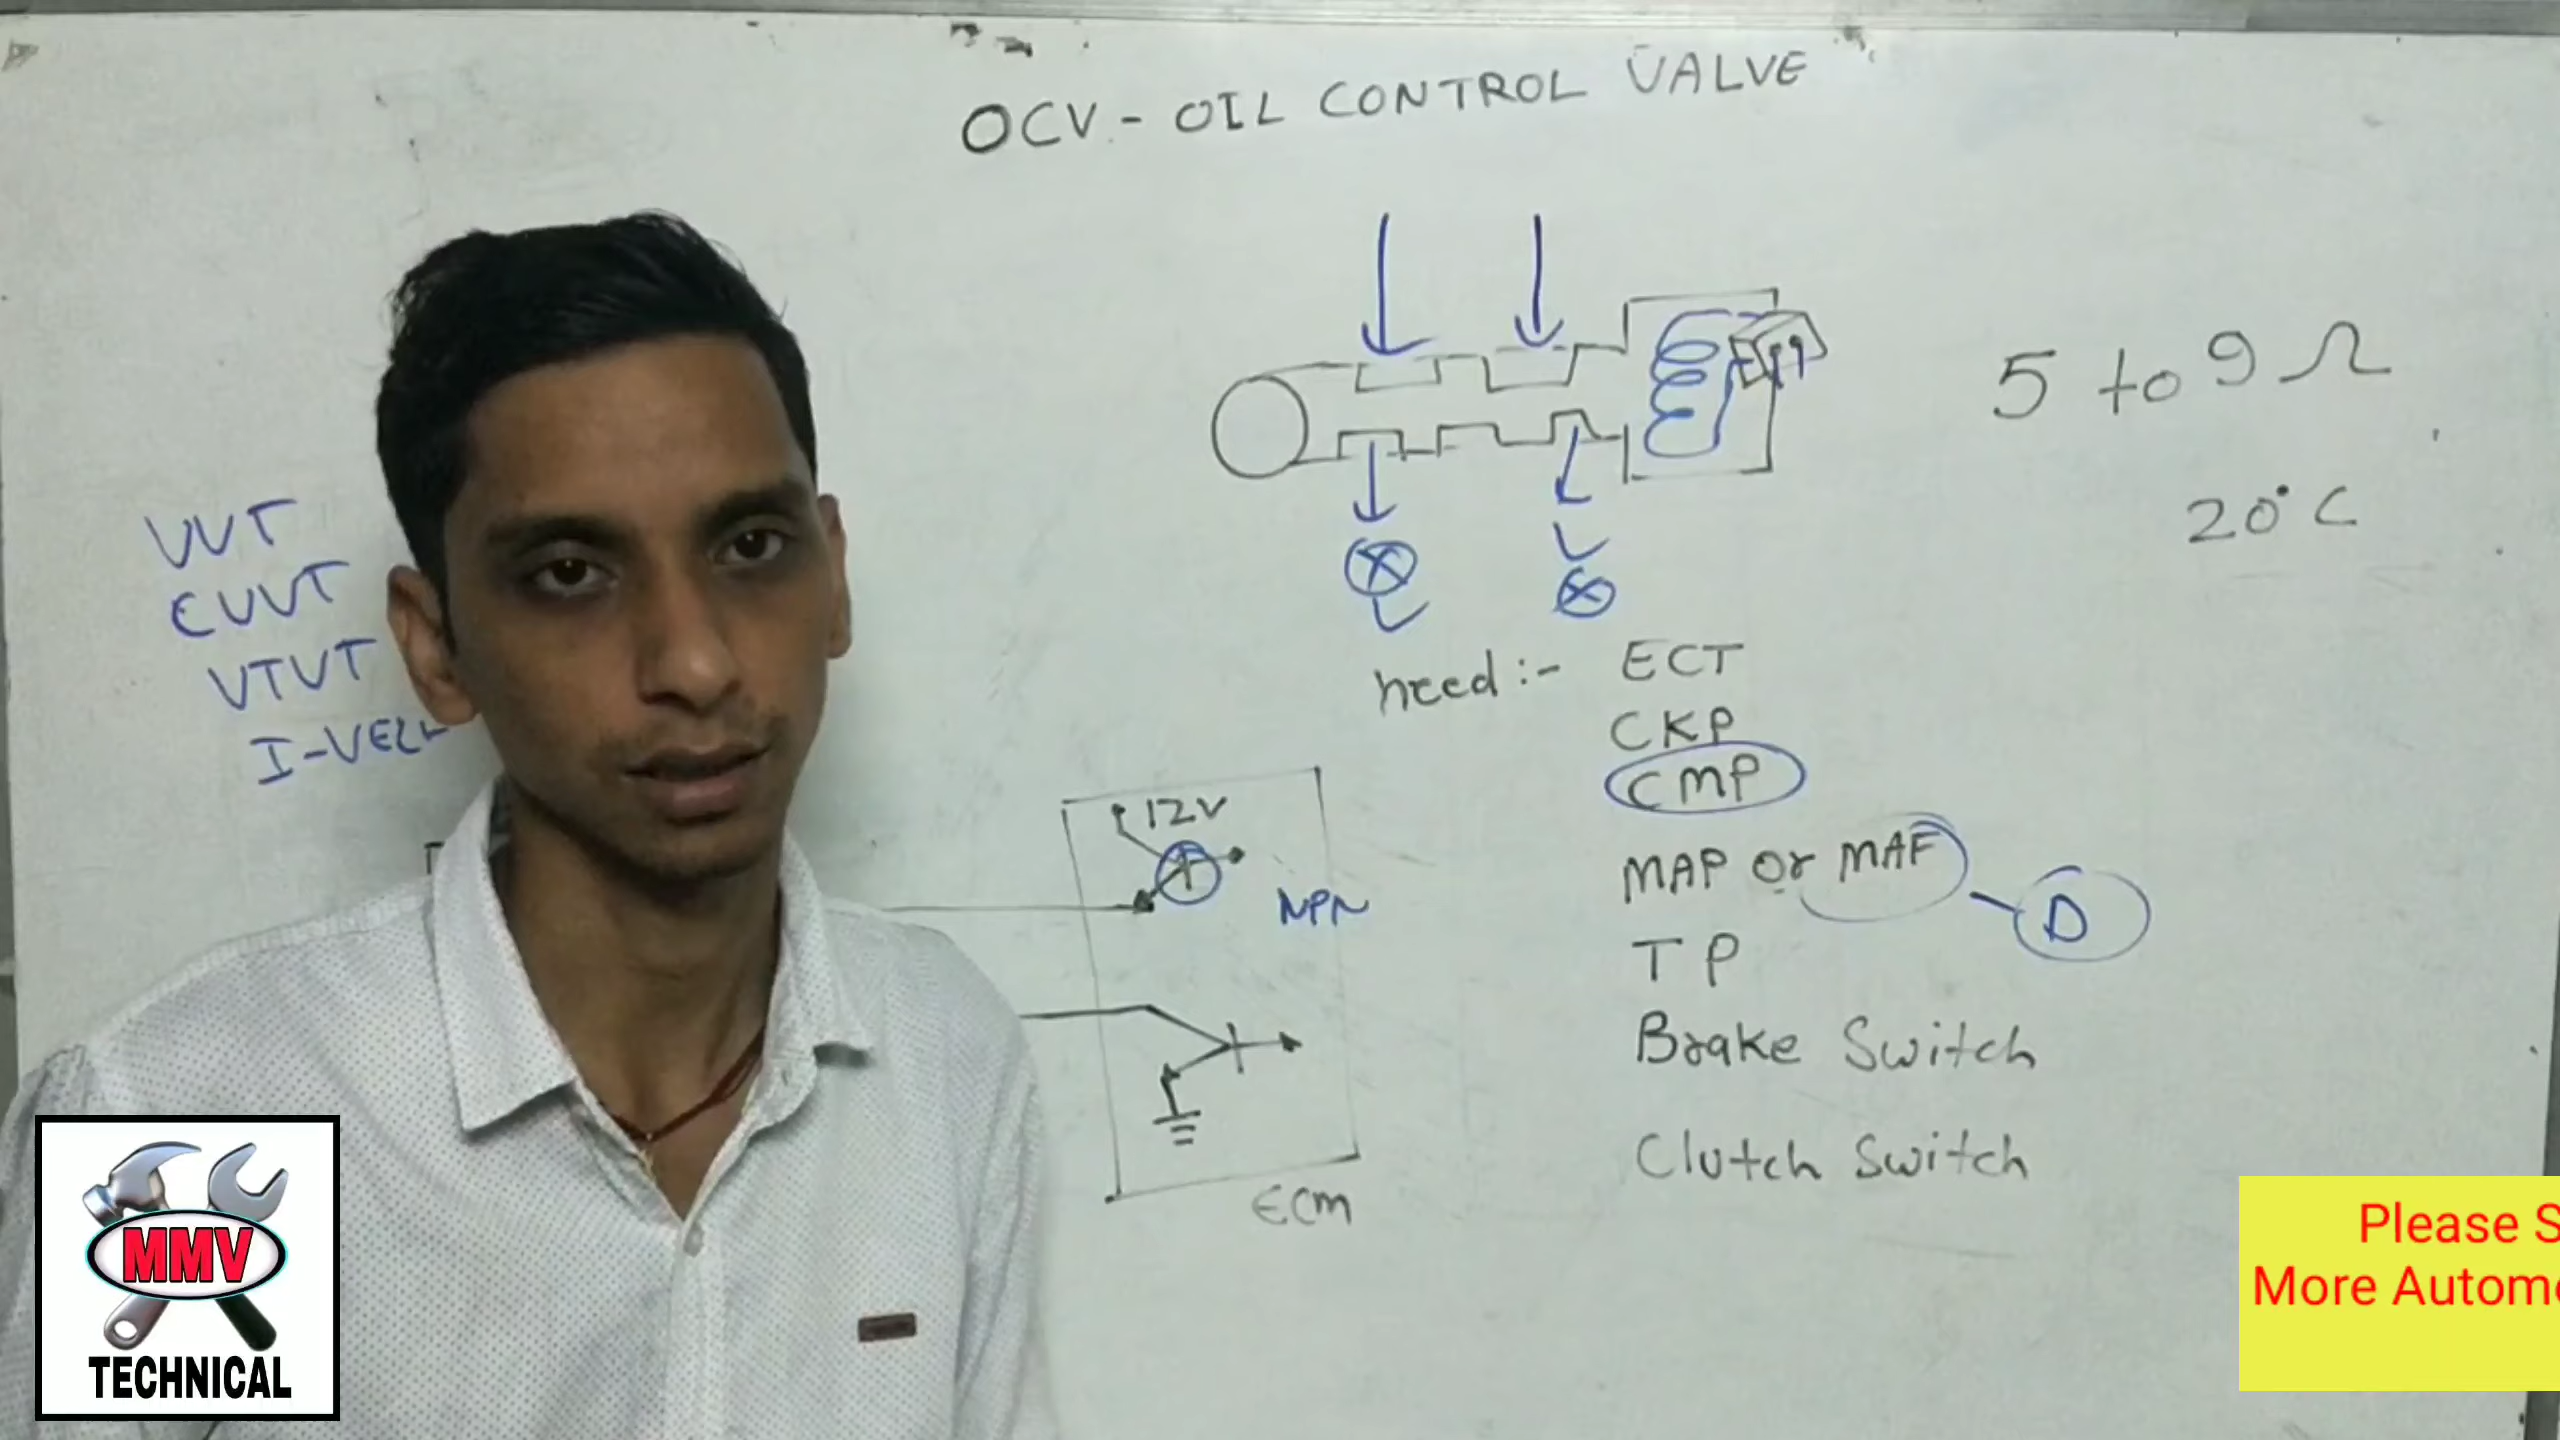 OCV - OIL CONTROL VALVE
5 to 9 Ω
20°C
VVT
CVVT
VTVT
need :- ECT
CKP
CMP
MAP or MAF
D
TP
Brake Switch
Clutch Switch
12V
NPN
ECM
MMV
TECHNICAL
Please
More